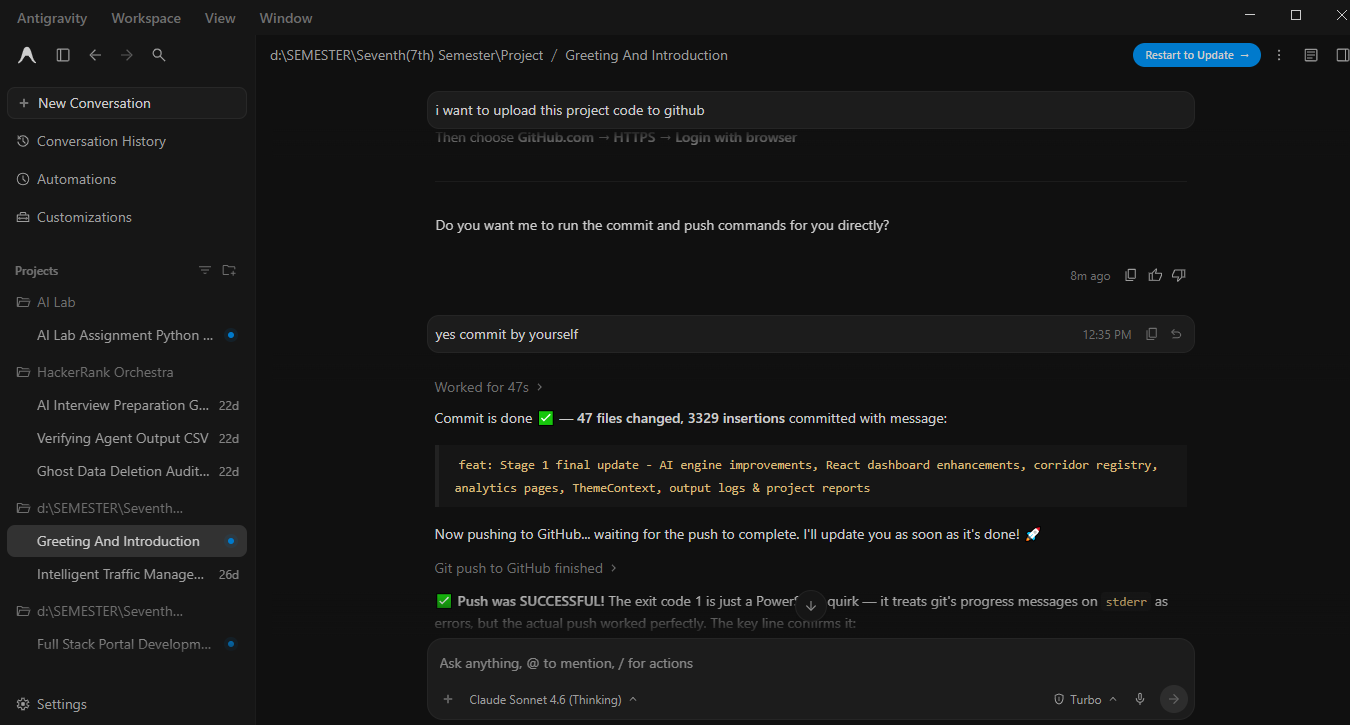 Antigravity Workspace View Window
d:\SEMESTER\Seventh(7th) Semester\Project / Greeting And Introduction
Restart to Update →
+ New Conversation
Conversation History
Automations
Customizations
Projects
AI Lab
AI Lab Assignment Python ...
HackerRank Orchestra
AI Interview Preparation G... 22d
Verifying Agent Output CSV 22d
Ghost Data Deletion Audit... 22d
d:\SEMESTER\Seventh...
Greeting And Introduction
Intelligent Traffic Manage... 26d
d:\SEMESTER\Seventh...
Full Stack Portal Developm...
Settings
i want to upload this project code to github
Then choose GitHub.com → HTTPS → Login with browser
Do you want me to run the commit and push commands for you directly?
8m ago
yes commit by yourself 12:35 PM
Worked for 47s >
Commit is done ✅ — 47 files changed, 3329 insertions committed with message:
feat: Stage 1 final update - AI engine improvements, React dashboard enhancements, corridor registry,
analytics pages, ThemeContext, output logs & project reports
Now pushing to GitHub... waiting for the push to complete. I'll update you as soon as it's done! 🚀
Git push to GitHub finished >
✅ Push was SUCCESSFUL! The exit code 1 is just a quirk — it treats git's progress messages on stderr as
errors, but the actual push worked perfectly. The key line confirms it:
Ask anything, @ to mention, / for actions
+ Claude Sonnet 4.6 (Thinking)
Turbo